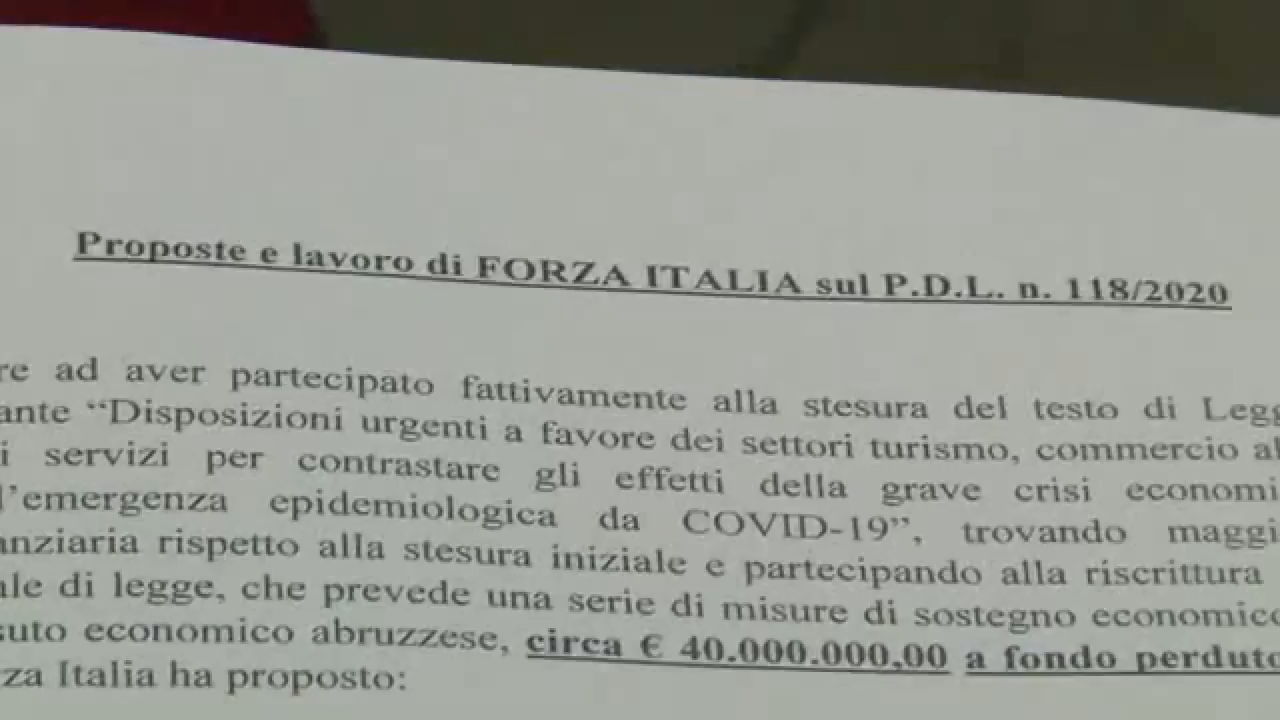 Proposte e lavoro di FORZA ITALIA sul P.D.L. n. 118/2020
re ad aver partecipato fattivamente alla stesura del testo di Legg
ante “Disposizioni urgenti a favore dei settori turismo, commercio al
i servizi per contrastare gli effetti della grave crisi economi
l’emergenza epidemiologica da COVID-19”, trovando maggi
anziaria rispetto alla stesura iniziale e partecipando alla riscrittura
ale di legge, che prevede una serie di misure di sostegno economico
suto economico abruzzese, circa € 40.000.000,00 a fondo perduto
za Italia ha proposto: